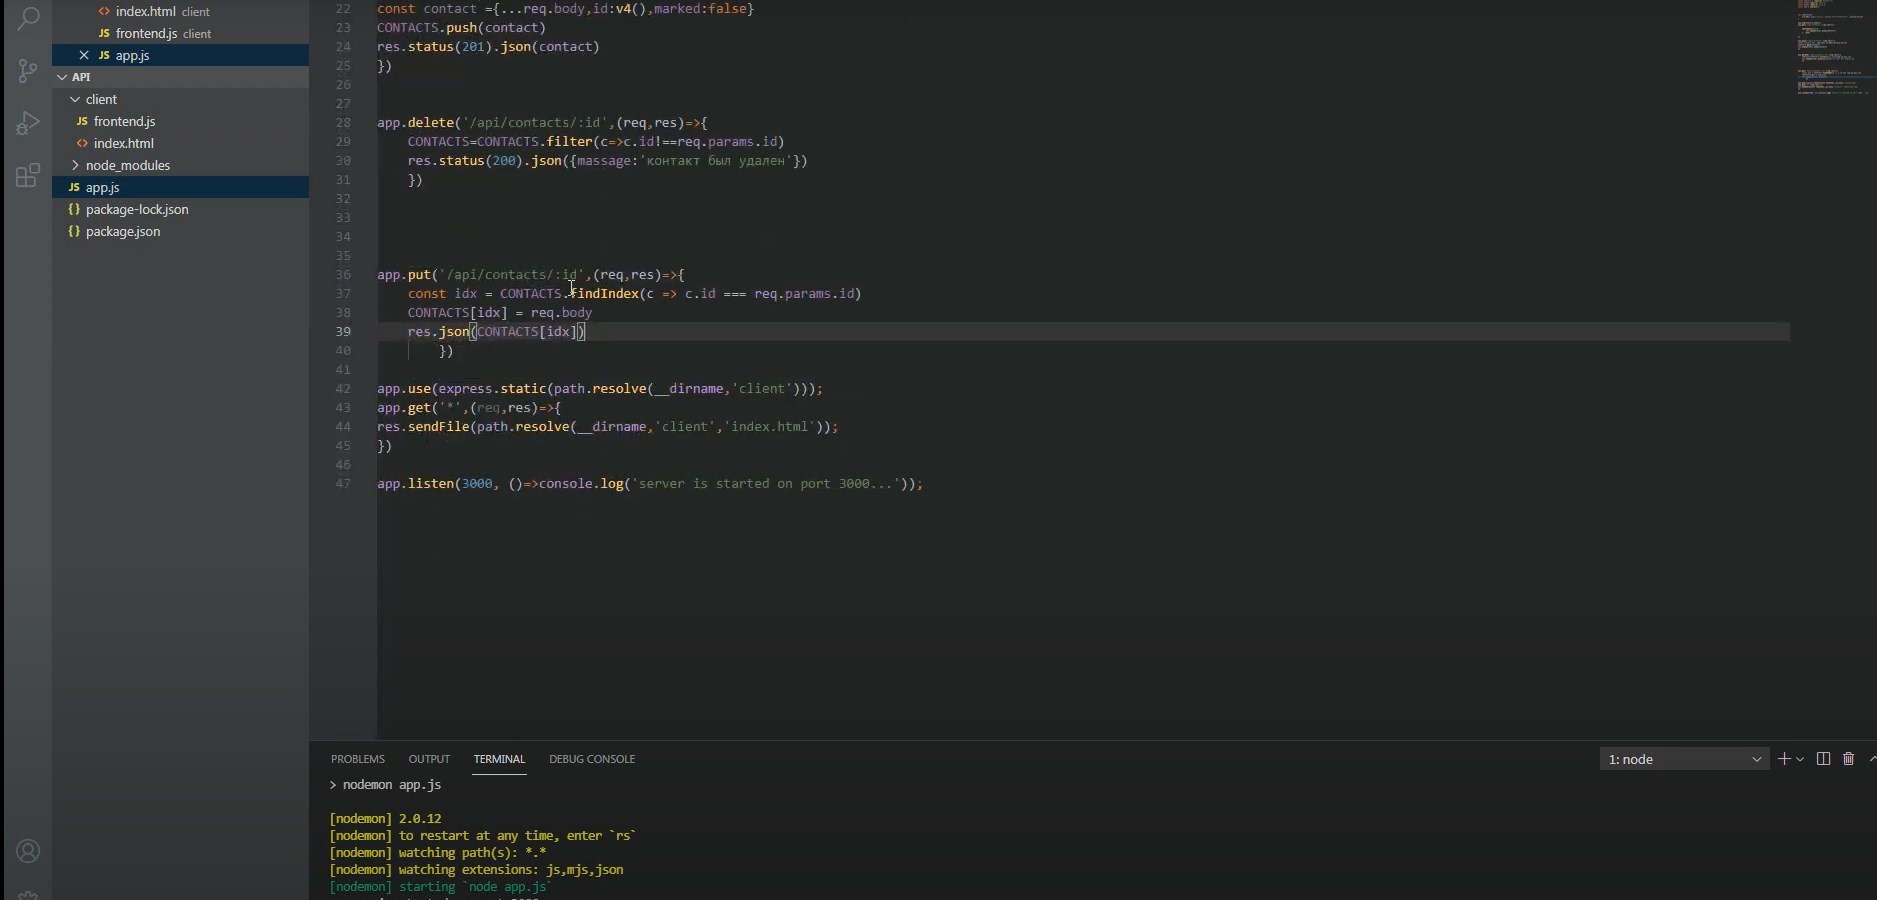 index.html client
JS frontend.js client
JS app.js
API
client
JS frontend.js
index.html
node_modules
JS app.js
{} package-lock.json
{} package.json
22 const contact ={...req.body,id:v4(),marked:false}
23 CONTACTS.push(contact)
24 res.status(201).json(contact)
25 })
26
27
28 app.delete('/api/contacts/:id',(req,res)=>{
29 CONTACTS=CONTACTS.filter(c=>c.id!==req.params.id)
30 res.status(200).json({massage:'контакт был удален'})
31 })
32
33
34
35
36 app.put('/api/contacts/:id',(req,res)=>{
37 const idx = CONTACTS.findIndex(c => c.id === req.params.id)
38 CONTACTS[idx] = req.body
39 res.json(CONTACTS[idx])
40 })
41
42 app.use(express.static(path.resolve(__dirname,'client')));
43 app.get('*',(req,res)=>{
44 res.sendFile(path.resolve(__dirname,'client','index.html'));
45 })
46
47 app.listen(3000, ()=>console.log('server is started on port 3000...'));
PROBLEMS OUTPUT TERMINAL DEBUG CONSOLE 1: node
> nodemon app.js
[nodemon] 2.0.12
[nodemon] to restart at any time, enter `rs`
[nodemon] watching path(s): *.*
[nodemon] watching extensions: js,mjs,json
[nodemon] starting `node app.js`